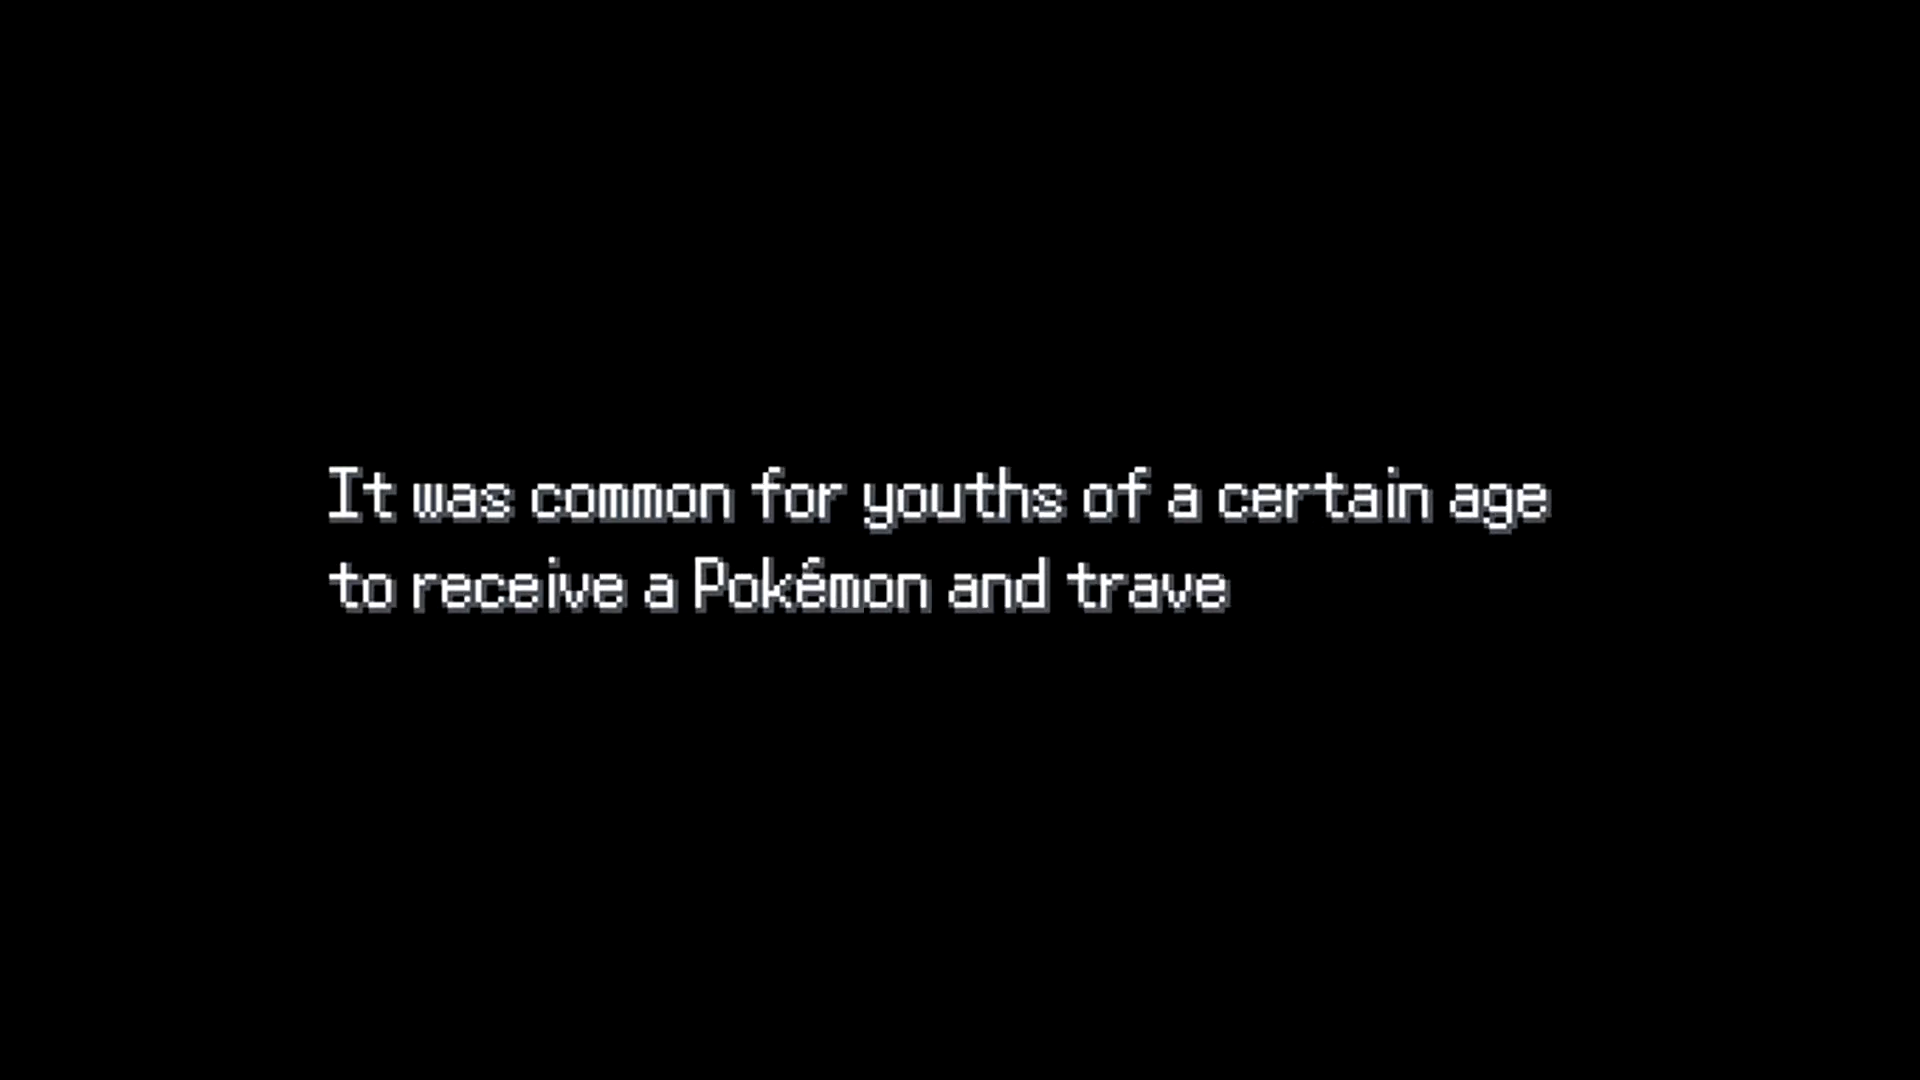 It was common for youths of a certain age
to receive a Pokémon and trave